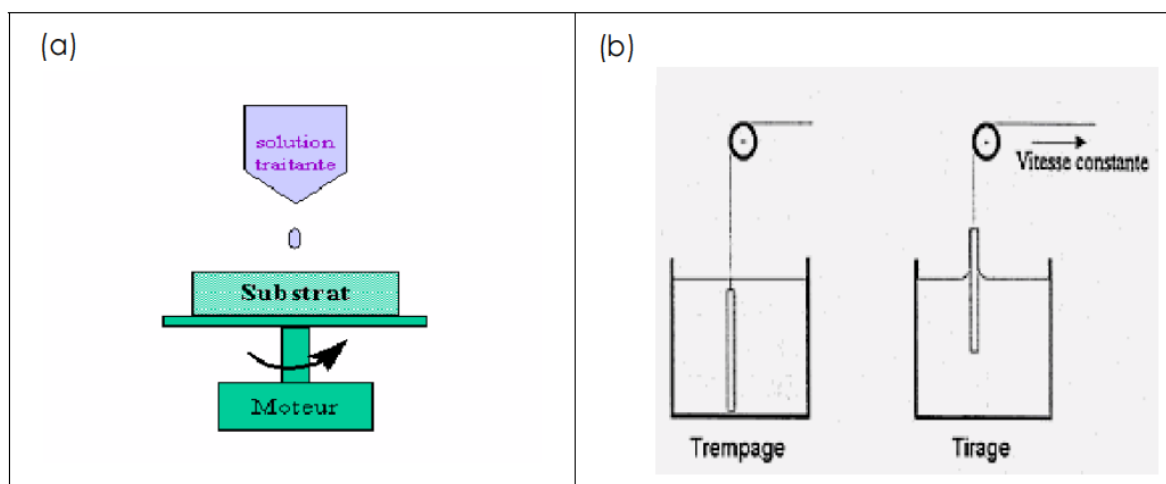 (a)
solution
traitante
Substrat
Moteur
(b)
Vitesse constante
Trempage
Tirage